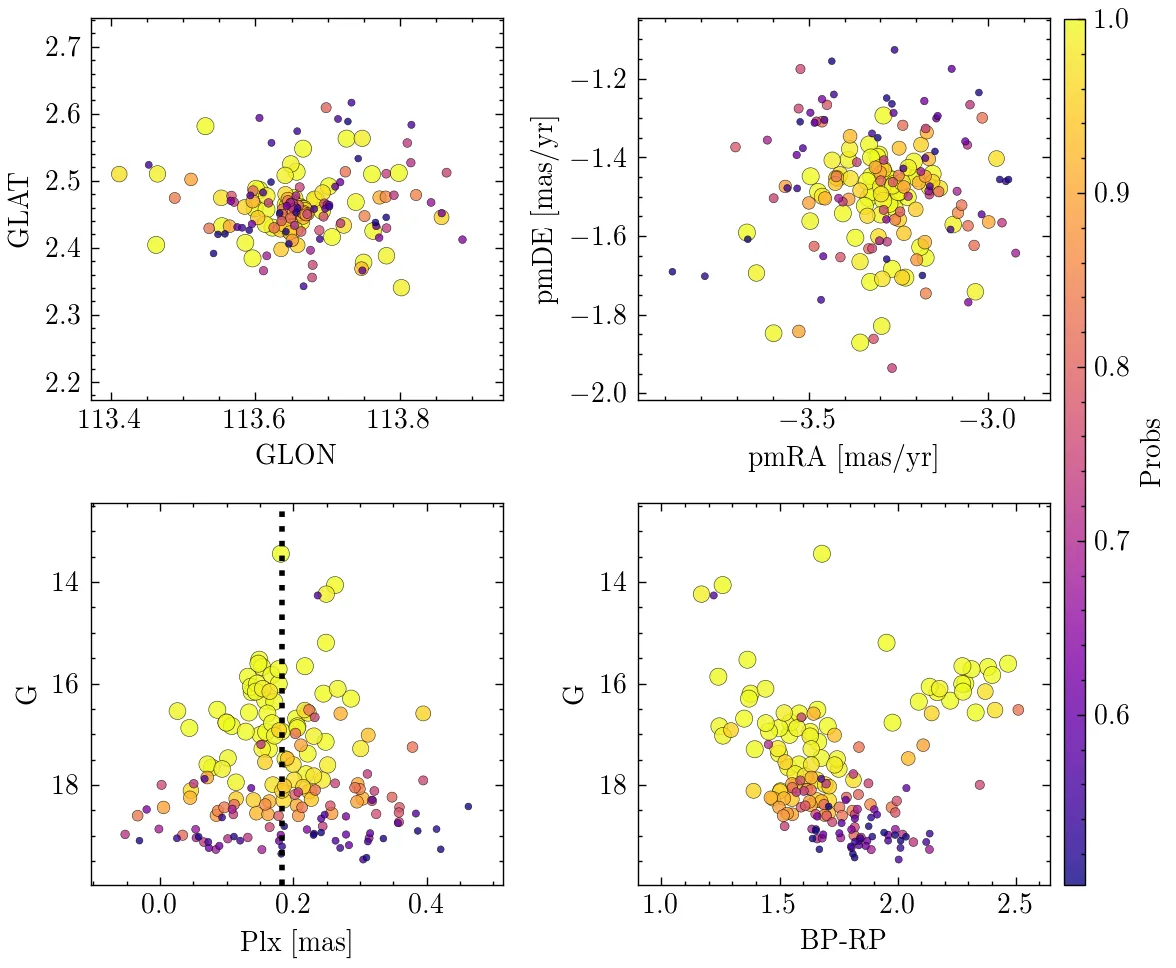 2.7
2.6
2.5
2.4
2.3
2.2
GLAT
113.4 113.6 113.8
GLON
−1.2
−1.4
−1.6
−1.8
−2.0
pmDE [mas/yr]
−3.5 −3.0
pmRA [mas/yr]
1.0
0.9
0.8
0.7
0.6
Probs
14
16
18
G
0.0 0.2 0.4
Plx [mas]
14
16
18
G
1.0 1.5 2.0 2.5
BP-RP